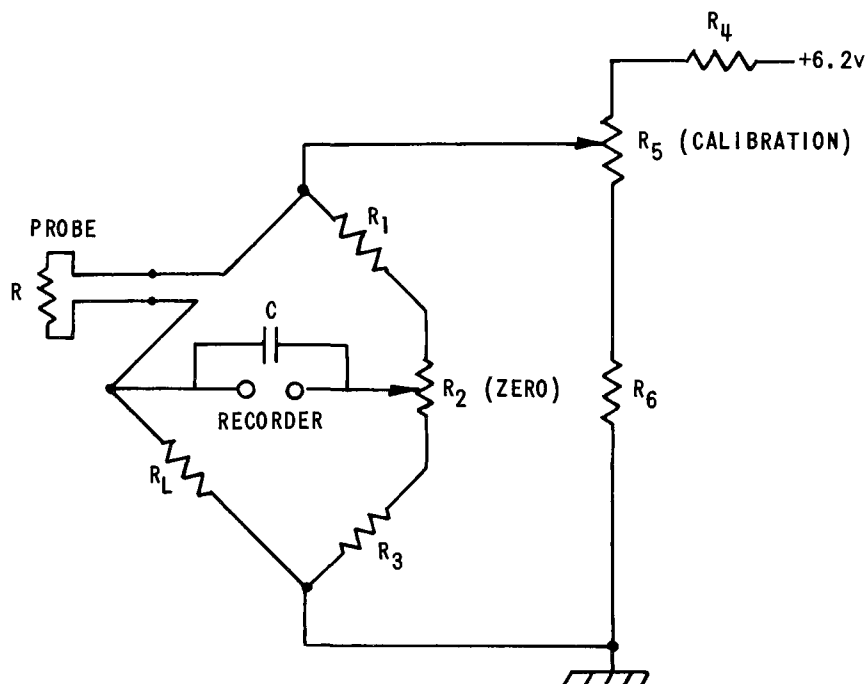 R4
+6.2v
R5 (CALIBRATION)
R1
PROBE
R
C
R2 (ZERO)
RECORDER
R6
RL
R3